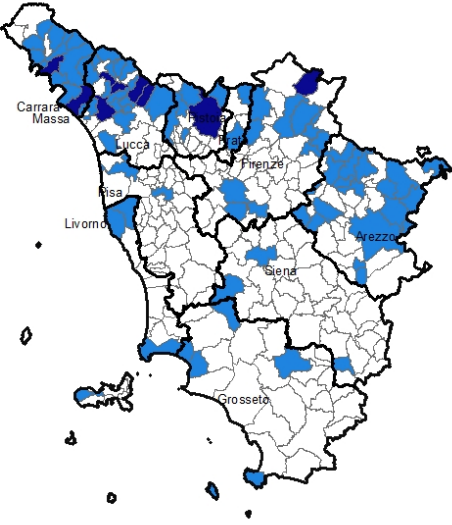 Carrara
Massa
Lucca
Pistoia
Prato
Firenze
Pisa
Livorno
Arezzo
Siena
Grosseto